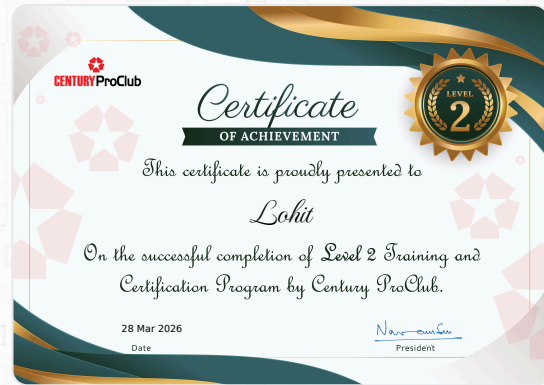 CENTURY ProClub
Certificate
OF ACHIEVEMENT
LEVEL
2
This certificate is proudly presented to
Lohit
On the successful completion of Level 2 Training and
Certification Program by Century ProClub.
28 Mar 2026
Date
President